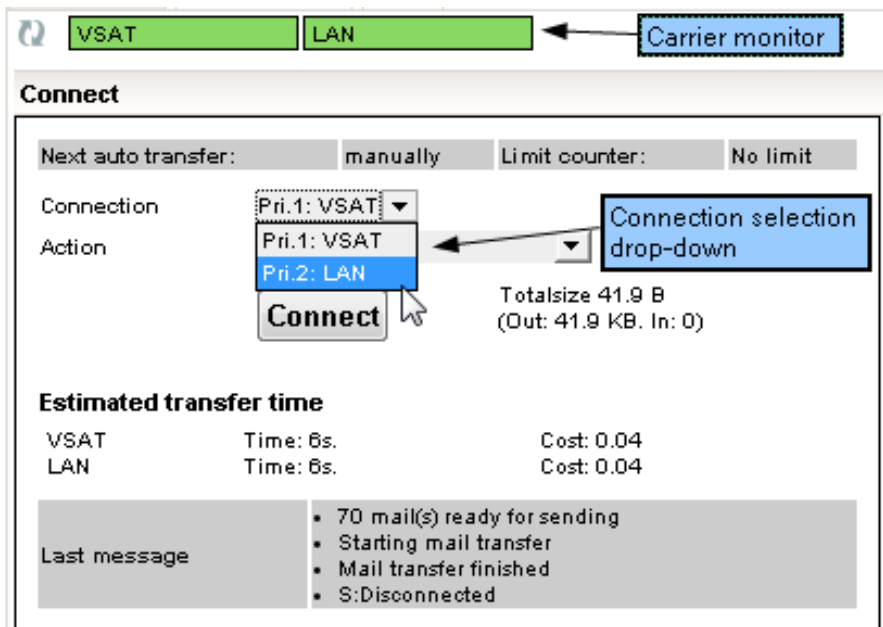 VSAT LAN Carrier monitor
Connect
Next auto transfer: manually Limit counter: No limit
Connection Pri.1: VSAT
Connection selection drop-down
Action Pri.1: VSAT
Pri.2: LAN
Connect
Totalsize 41.9 B
(Out: 41.9 KB. In: 0)
Estimated transfer time
VSAT Time: 6s. Cost: 0.04
LAN Time: 6s. Cost: 0.04
Last message
• 70 mail(s) ready for sending
• Starting mail transfer
• Mail transfer finished
• S:Disconnected